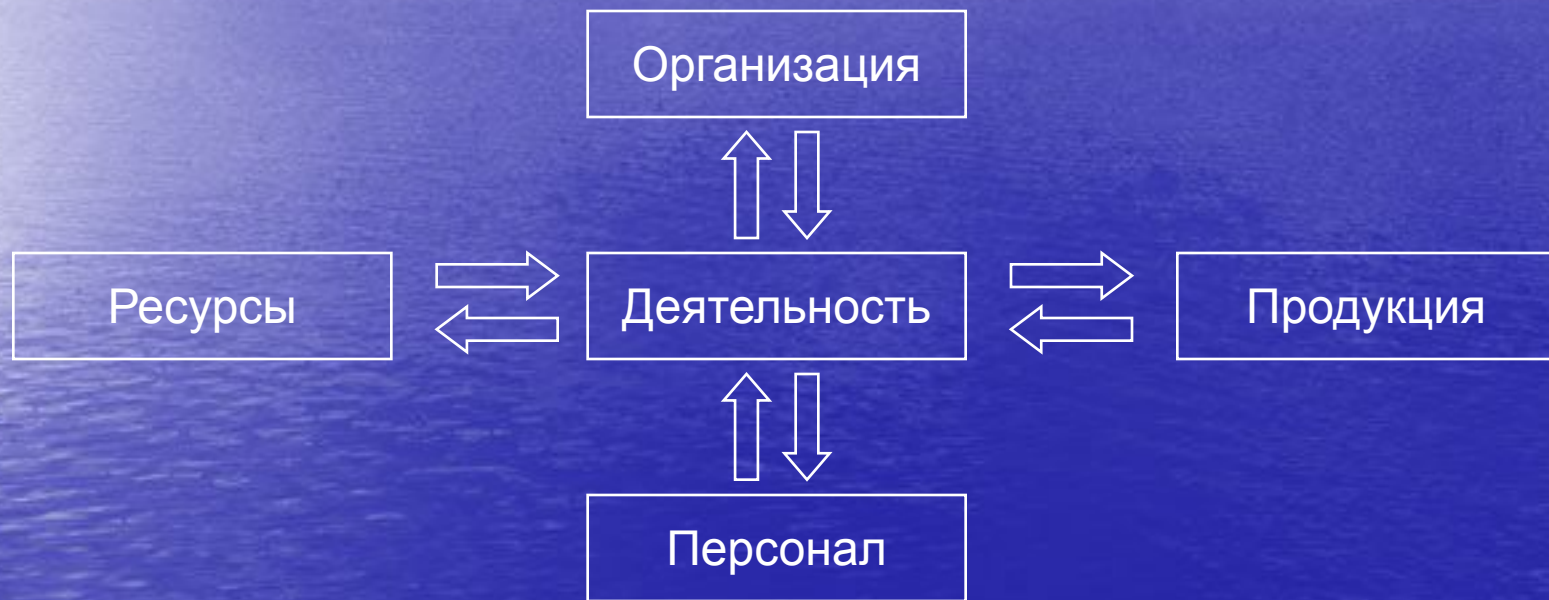 Организация
Ресурсы
Деятельность
Продукция
Персонал